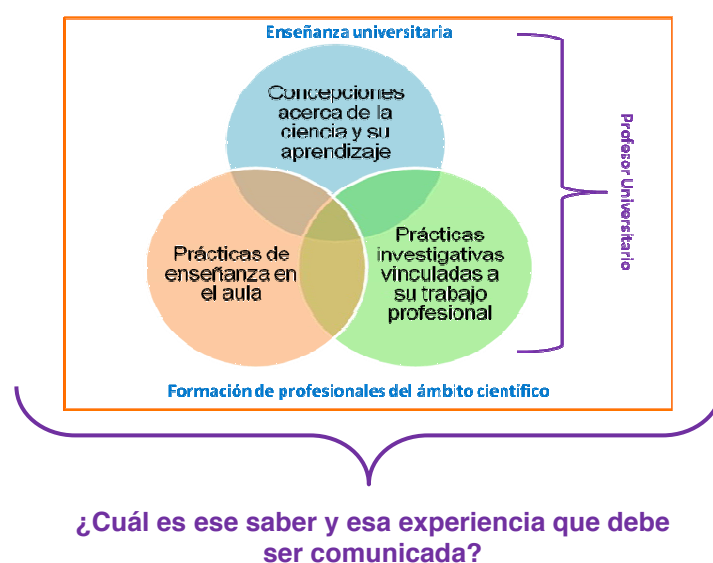 Enseñanza universitaria
Concepciones
acerca de la
ciencia y su
aprendizaje
Profesor Universitario
Prácticas de
enseñanza en
el aula
Prácticas
investigativas
vinculadas a
su trabajo
profesional
Formación de profesionales del ámbito científico
¿Cuál es ese saber y esa experiencia que debe
ser comunicada?